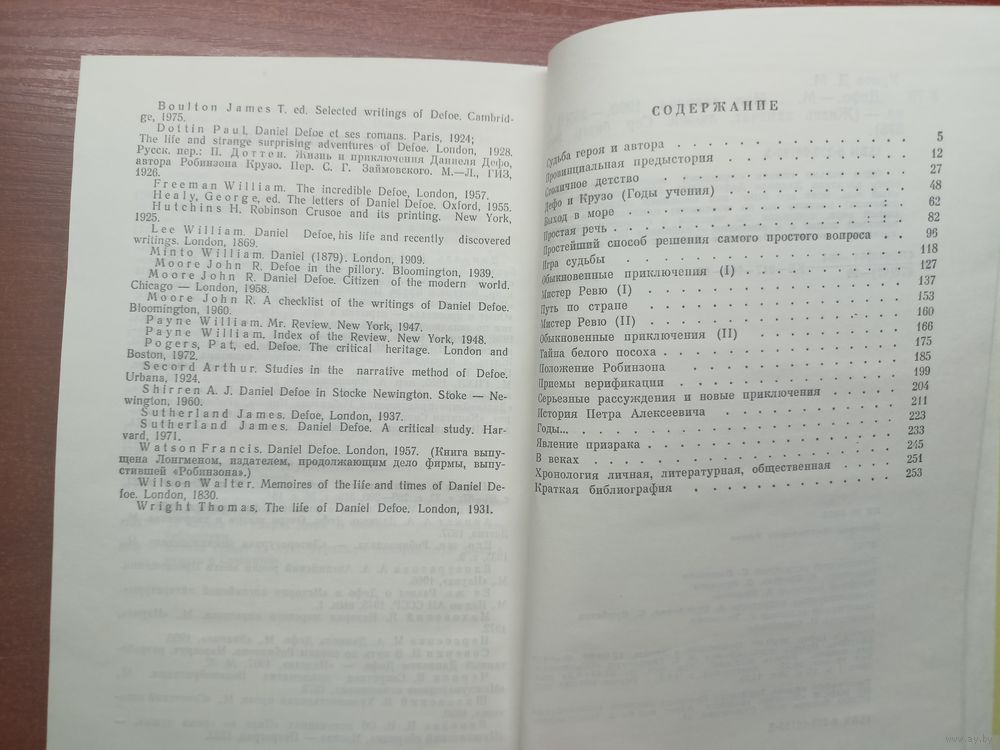 Boulton James T. ed. Selected writings of Defoe. Cambrid-
ge, 1975.
Dottin Paul, Daniel Defoe et ses romans. Paris, 1924;
The life and strange surprising adventures of Defoe. London, 1928.
Русск. пер.: П. Доттен. Жизнь и приключения Даниеля Дефо,
автора Робинзона Крузо. Пер. С. Г. Займовского. М.—Л., ГИЗ,
1926.
Freeman William. The incredible Defoe, London, 1957.
Healy, George, ed. The letters of Daniel Defoe. Oxford, 1955.
Hutchins H. Robinson Crusoe and its printing. New York,
1925.
Lee William. Daniel Defoe, his life and recently discovered
writings. London, 1869.
Minto William. Daniel (1879). London, 1909.
Moore John R. Defoe in the pillory. Bloomington, 1939.
Moore John R. Daniel Defoe. Citizen of the modern world.
Chicago — London, 1958.
Moore John R. A checklist of the writings of Daniel Defoe.
Bloomington, 1960.
Payne William. Mr. Review. New York, 1947.
Payne William. Index of the Review. New York, 1948.
Pogers, Pat, ed. Defoe. The critical heritage. London and
Boston, 1972.
Secord Arthur. Studies in the narrative method of Defoe.
Urbana, 1924.
Shirren A. J. Daniel Defoe in Stocke Newington. Stoke — Ne-
wington, 1960.
Sutherland James. Defoe, London, 1937.
Sutherland James. Daniel Defoe. A critical study. Har-
vard, 1971.
Watson Francis. Daniel Defoe. London, 1957. (Книга выпу-
щена Лонгменом, издателем, продолжающим дело фирмы, выпу-
стившей «Робинзона».)
Wilson Walter. Memoires of the life and times of Daniel De-
foe. London, 1830.
Wright Thomas, The life of Daniel Defoe. London, 1931.
СОДЕРЖАНИЕ
Судьба героя и автора 5
Провинциальная предыстория 12
Столичное детство 27
Дефо и Крузо (Годы учения) 48
Выход в море 62
Простая речь 82
Простейший способ решения самого простого вопроса 96
Игра судьбы 118
Обыкновенные приключения (I) 127
Мистер Ревю (I) 137
Путь по стране 153
Мистер Ревю (II) 160
Обыкновенные приключения (II) 166
Тайна белого посоха 175
Положение Робинзона 185
Приемы верификации 199
Серьезные рассуждения и новые приключения 204
История Петра Алексеевича 211
Годы... 223
Явление призрака 233
В веках 245
Хронология личная, литературная, общественная 251
Краткая библиография 253
www.ay.by